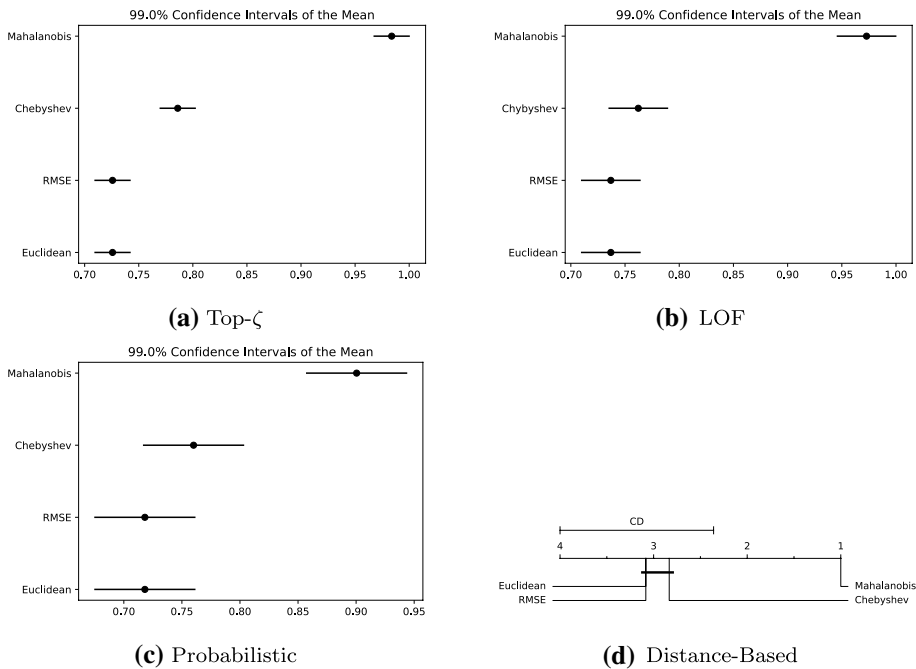 99.0% Confidence Intervals of the Mean
Mahalanobis
Chebyshev
RMSE
Euclidean
0.70 0.75 0.80 0.85 0.90 0.95 1.00
(a) Top-ζ
99.0% Confidence Intervals of the Mean
Mahalanobis
Chybyshev
RMSE
Euclidean
0.70 0.75 0.80 0.85 0.90 0.95 1.00
(b) LOF
99.0% Confidence Intervals of the Mean
Mahalanobis
Chebyshev
RMSE
Euclidean
0.70 0.75 0.80 0.85 0.90 0.95
(c) Probabilistic
CD
4 3 2 1
Euclidean Mahalanobis
RMSE Chebyshev
(d) Distance-Based